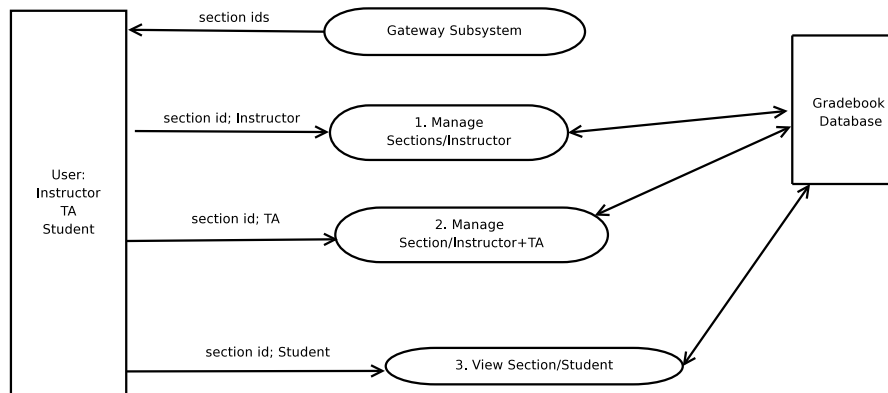 section ids
Gateway Subsystem
section id; Instructor
1. Manage
Sections/Instructor
Gradebook
Database
User:
Instructor
TA
Student
section id; TA
2. Manage
Section/Instructor+TA
section id; Student
3. View Section/Student